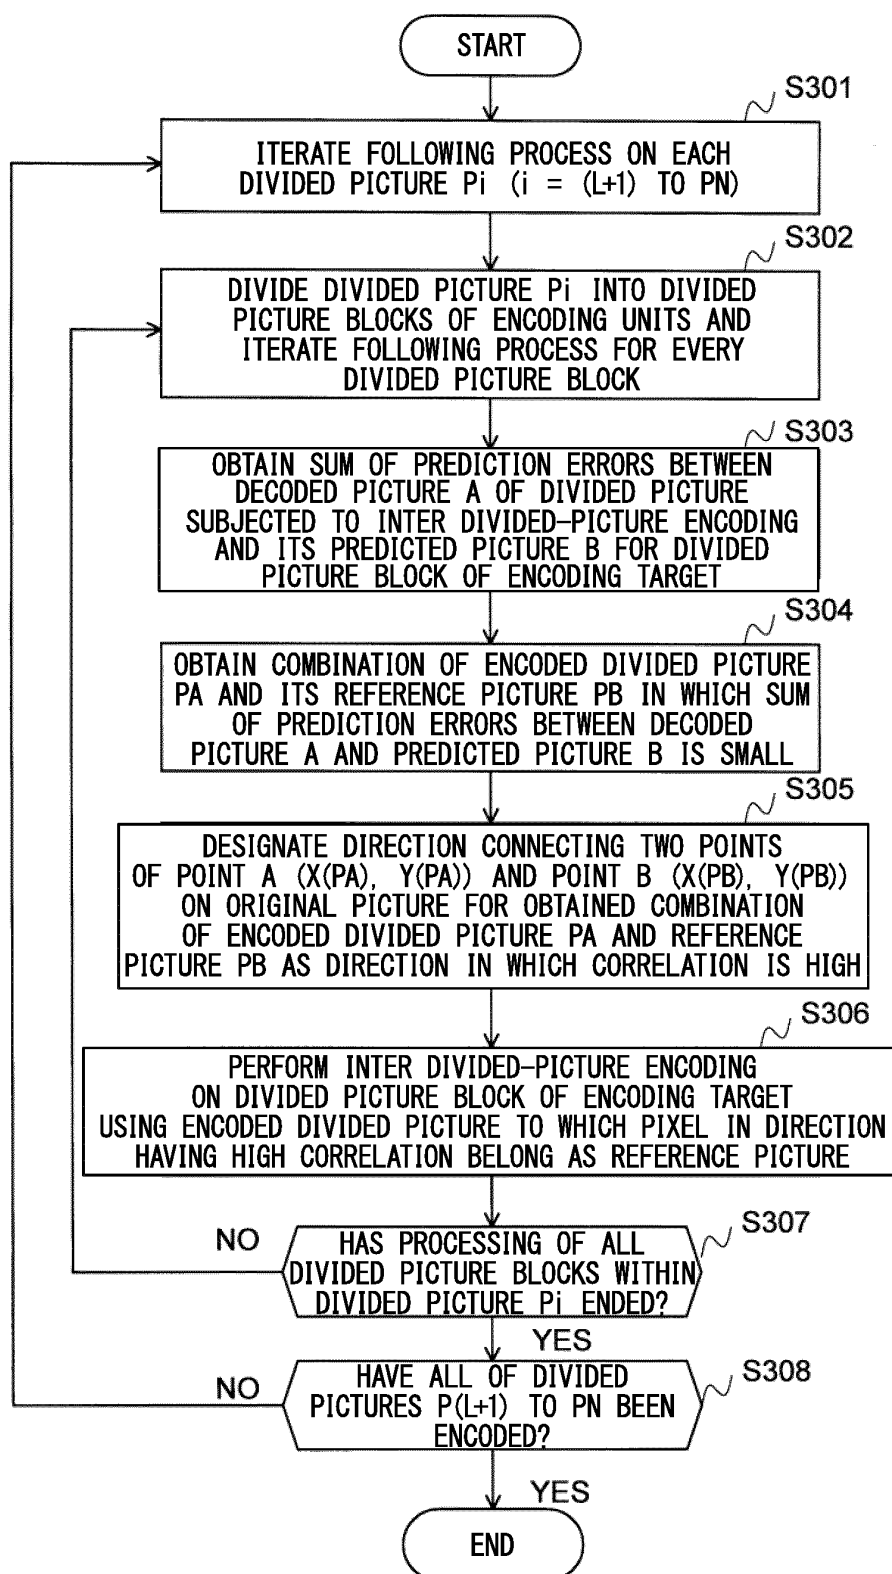 START
S301
ITERATE FOLLOWING PROCESS ON EACH
DIVIDED PICTURE Pi (i = (L+1) TO PN)
S302
DIVIDE DIVIDED PICTURE Pi INTO DIVIDED
PICTURE BLOCKS OF ENCODING UNITS AND
ITERATE FOLLOWING PROCESS FOR EVERY
DIVIDED PICTURE BLOCK
S303
OBTAIN SUM OF PREDICTION ERRORS BETWEEN
DECODED PICTURE A OF DIVIDED PICTURE
SUBJECTED TO INTER DIVIDED-PICTURE ENCODING
AND ITS PREDICTED PICTURE B FOR DIVIDED
PICTURE BLOCK OF ENCODING TARGET
S304
OBTAIN COMBINATION OF ENCODED DIVIDED PICTURE
PA AND ITS REFERENCE PICTURE PB IN WHICH SUM
OF PREDICTION ERRORS BETWEEN DECODED
PICTURE A AND PREDICTED PICTURE B IS SMALL
S305
DESIGNATE DIRECTION CONNECTING TWO POINTS
OF POINT A (X(PA), Y(PA)) AND POINT B (X(PB), Y(PB))
ON ORIGINAL PICTURE FOR OBTAINED COMBINATION
OF ENCODED DIVIDED PICTURE PA AND REFERENCE
PICTURE PB AS DIRECTION IN WHICH CORRELATION IS HIGH
S306
PERFORM INTER DIVIDED-PICTURE ENCODING
ON DIVIDED PICTURE BLOCK OF ENCODING TARGET
USING ENCODED DIVIDED PICTURE TO WHICH PIXEL IN DIRECTION
HAVING HIGH CORRELATION BELONG AS REFERENCE PICTURE
S307
NO
HAS PROCESSING OF ALL
DIVIDED PICTURE BLOCKS WITHIN
DIVIDED PICTURE Pi ENDED?
YES
S308
NO
HAVE ALL OF DIVIDED
PICTURES P(L+1) TO PN BEEN
ENCODED?
YES
END